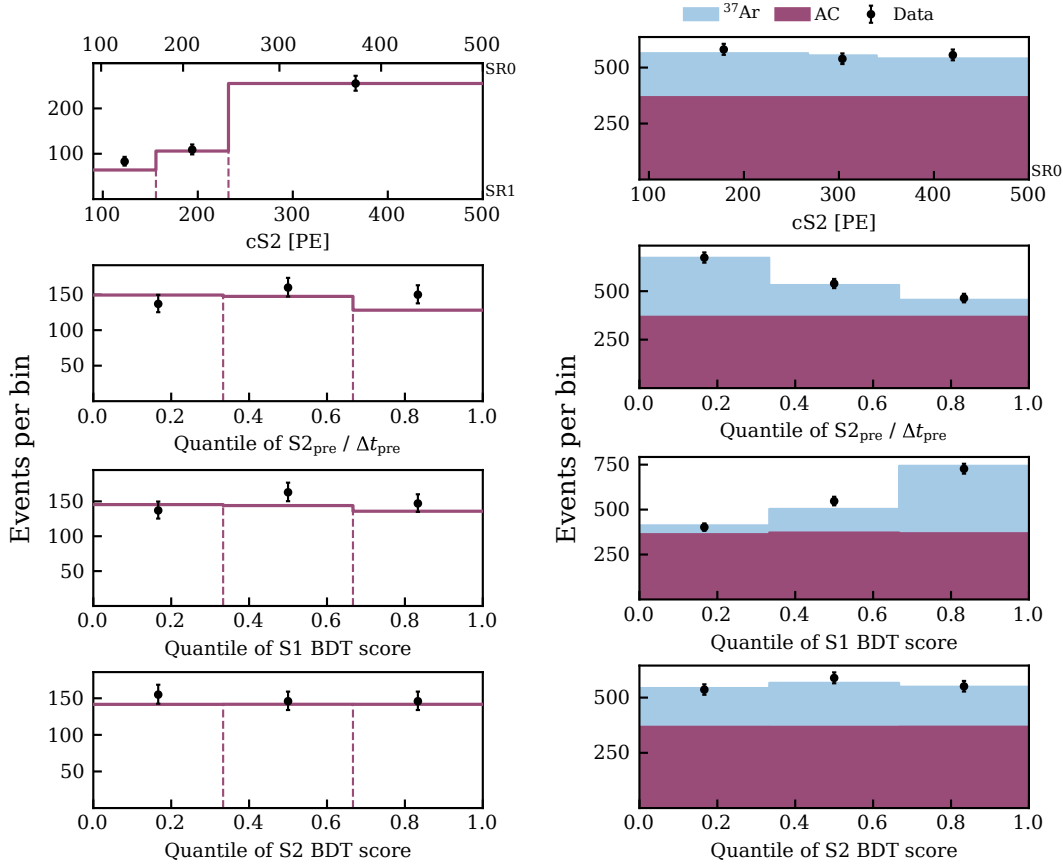 ³⁷Ar AC Data
100 200 300 400 500
SR0
200
100
SR1
100 200 300 400 500
cS2 [PE]
500
250
SR0
100 200 300 400 500
cS2 [PE]
Events per bin
150
100
50
0.0 0.2 0.4 0.6 0.8 1.0
Quantile of S2pre / Δtpre
Events per bin
500
250
0.0 0.2 0.4 0.6 0.8 1.0
Quantile of S2pre / Δtpre
150
100
50
0.0 0.2 0.4 0.6 0.8 1.0
Quantile of S1 BDT score
750
500
250
0.0 0.2 0.4 0.6 0.8 1.0
Quantile of S1 BDT score
150
100
50
0.0 0.2 0.4 0.6 0.8 1.0
Quantile of S2 BDT score
500
250
0.0 0.2 0.4 0.6 0.8 1.0
Quantile of S2 BDT score